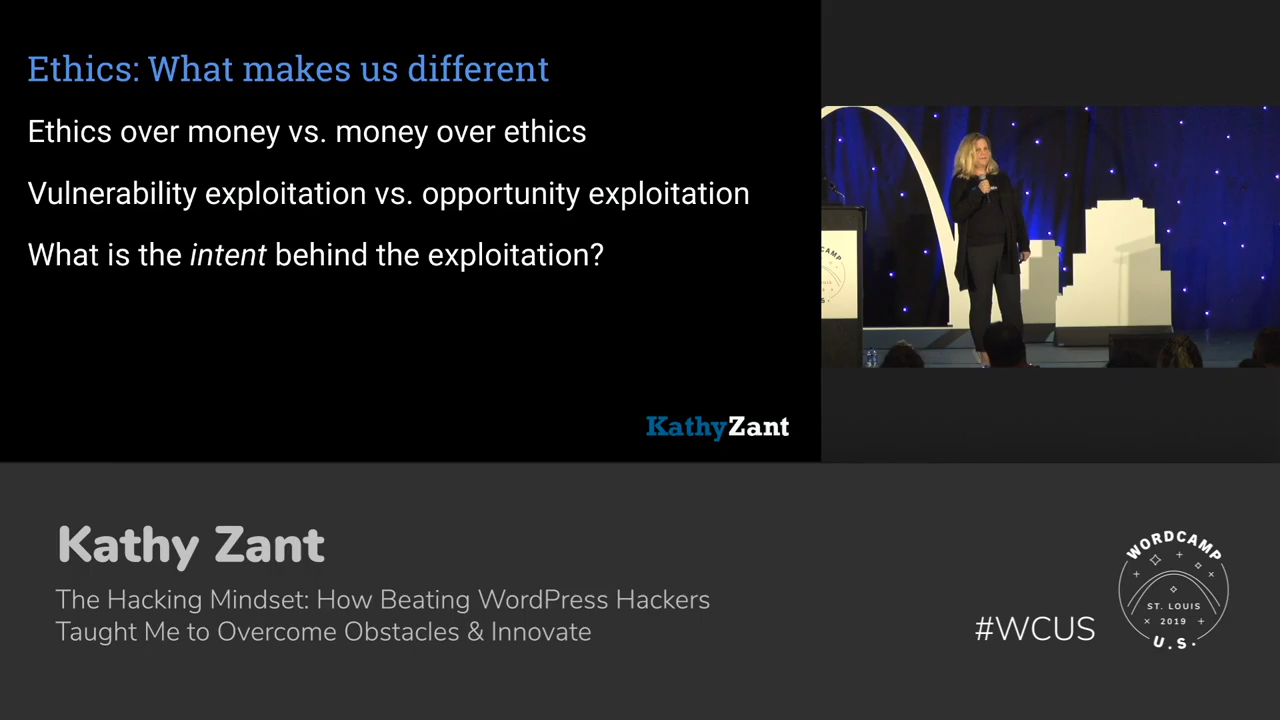 Ethics: What makes us different
Ethics over money vs. money over ethics
Vulnerability exploitation vs. opportunity exploitation
What is the intent behind the exploitation?
KathyZant
Kathy Zant
The Hacking Mindset: How Beating WordPress Hackers
Taught Me to Overcome Obstacles & Innovate
#WCUS
WORDCAMP
ST. LOUIS
2019
U.S.